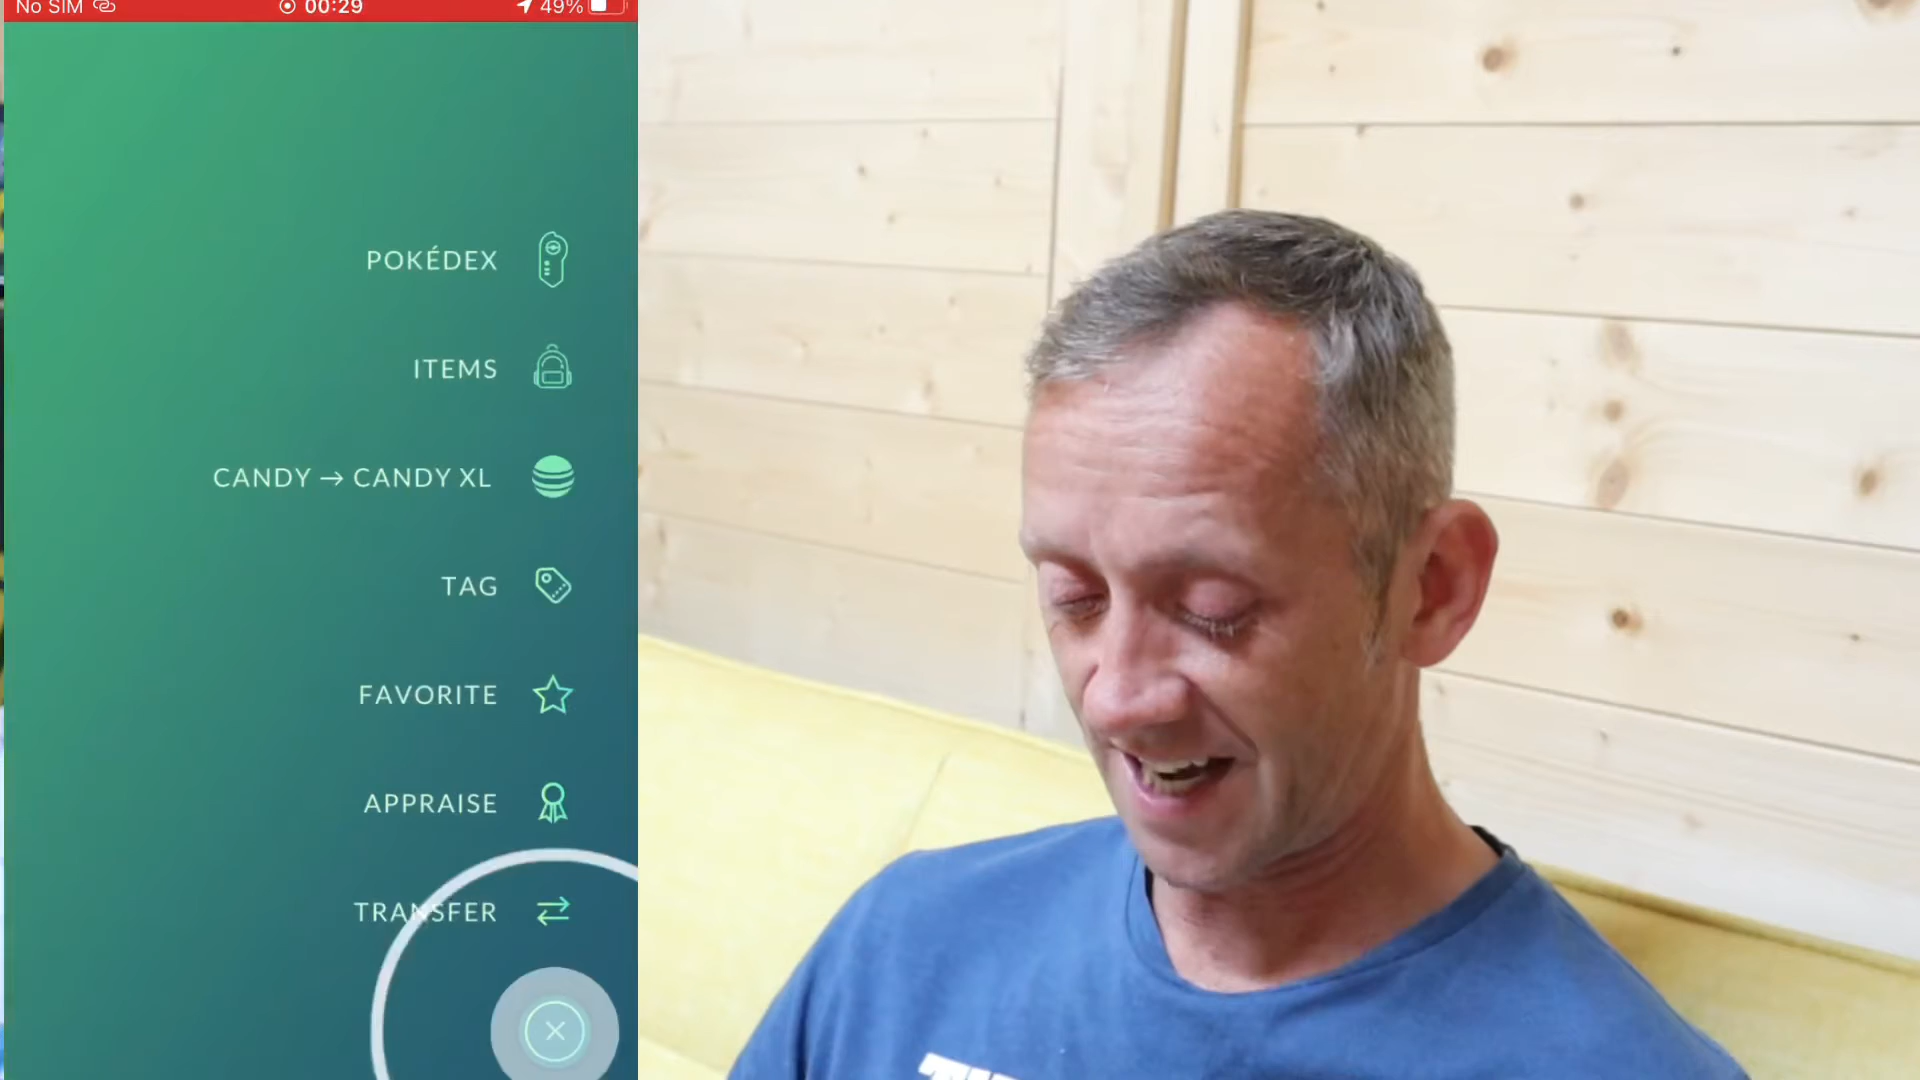 No SIM 00:29 49%
POKÉDEX
ITEMS
CANDY → CANDY XL
TAG
FAVORITE
APPRAISE
TRANSFER